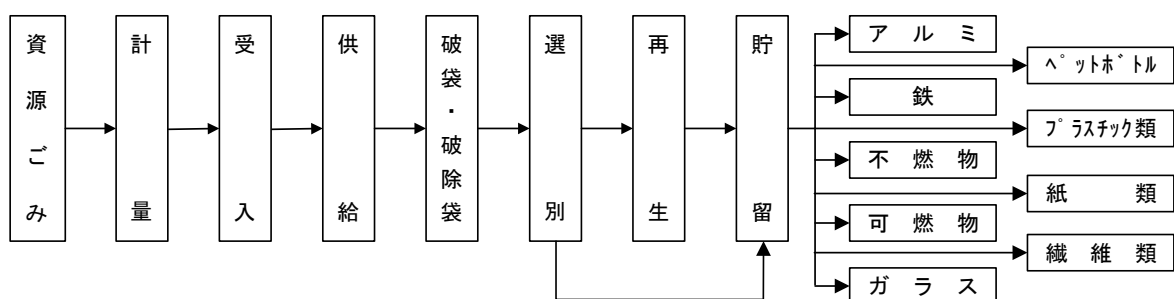 資源ごみ
計量
受入
供給
破袋・破除袋
選別
再生
貯留
アルミ
ﾍﾟｯﾄﾎﾞﾄﾙ
鉄
ﾌﾟﾗｽﾁｯｸ類
不燃物
紙類
可燃物
繊維類
ガラス